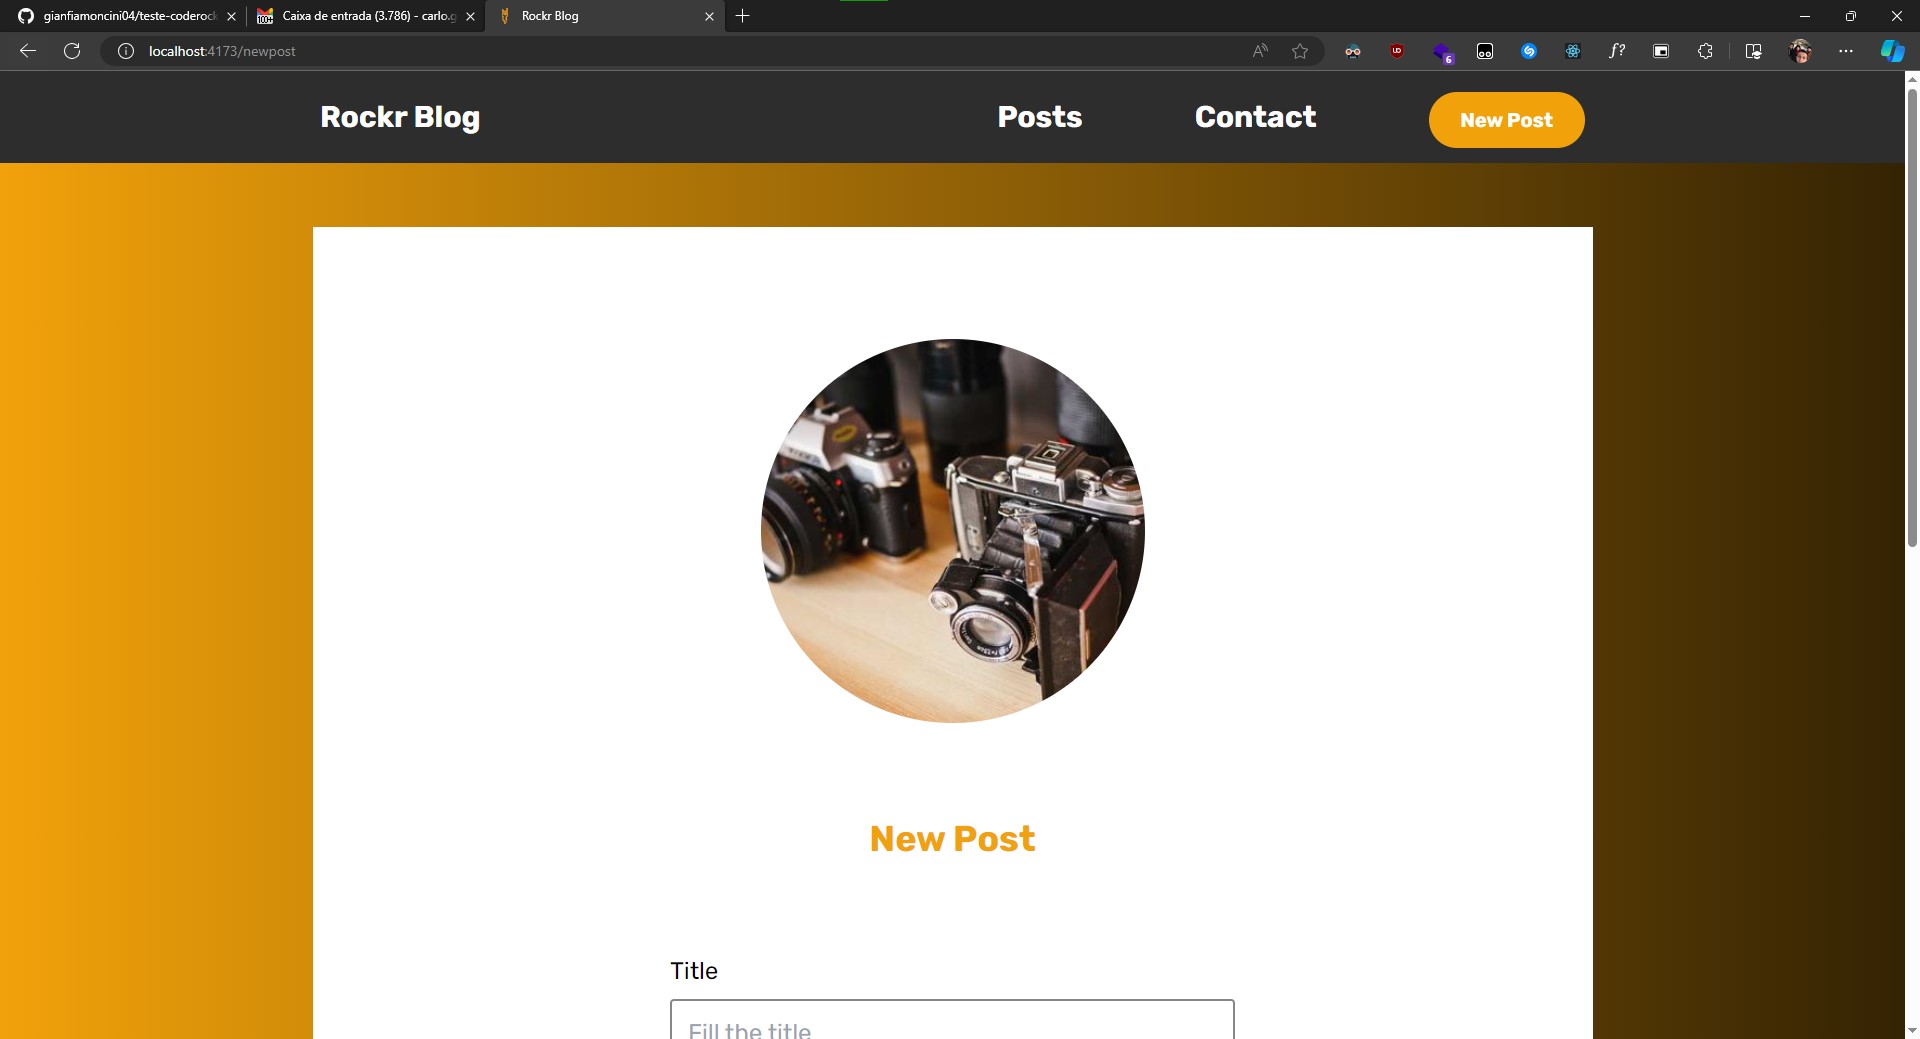 gianfiamoncini04/teste-coderock
Caixa de entrada (3.786) - carlo.g
Rockr Blog
localhost:4173/newpost
6
Rockr Blog
Posts
Contact
New Post
New Post
Title
Fill the title